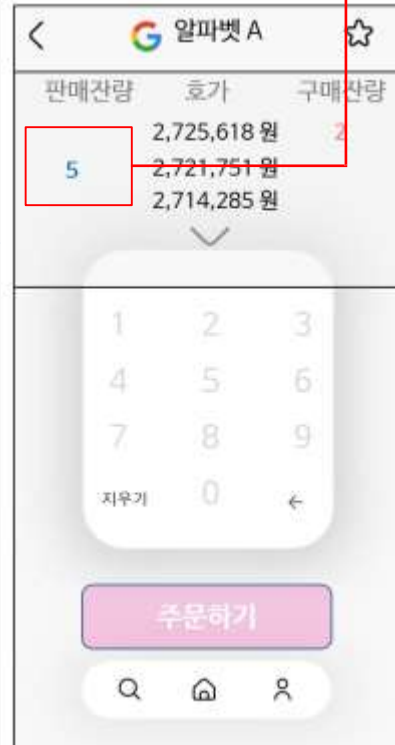 알파벳 A
판매잔량 호가 구매잔량
2,725,618 원 2
5 2,721,751 원
2,714,285 원
1 2 3
4 5 6
7 8 9
지우기 0 ←
주문하기